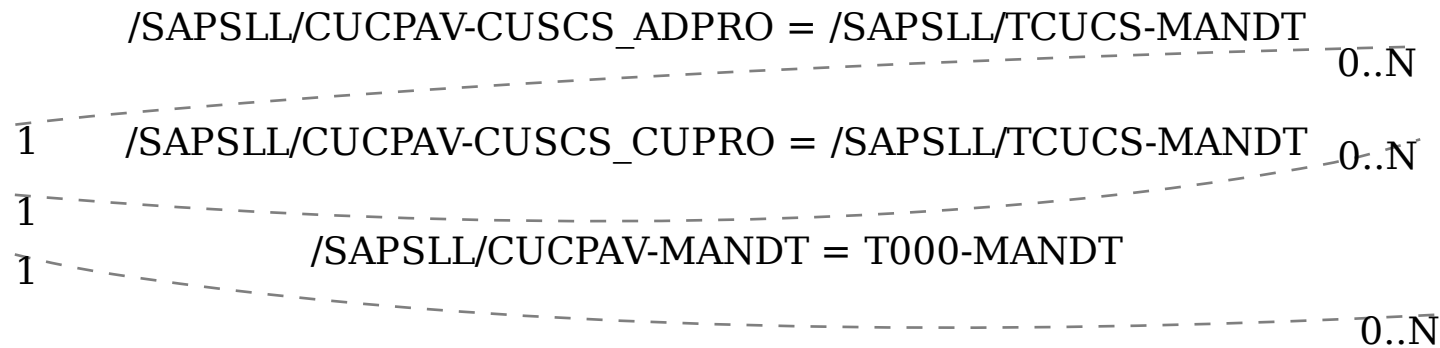 /SAPSLL/CUCPAV-CUSCS_ADPRO = /SAPSLL/TCUCS-MANDT
0..N
1
/SAPSLL/CUCPAV-CUSCS_CUPRO = /SAPSLL/TCUCS-MANDT
0..N
1
/SAPSLL/CUCPAV-MANDT = T000-MANDT
1
0..N